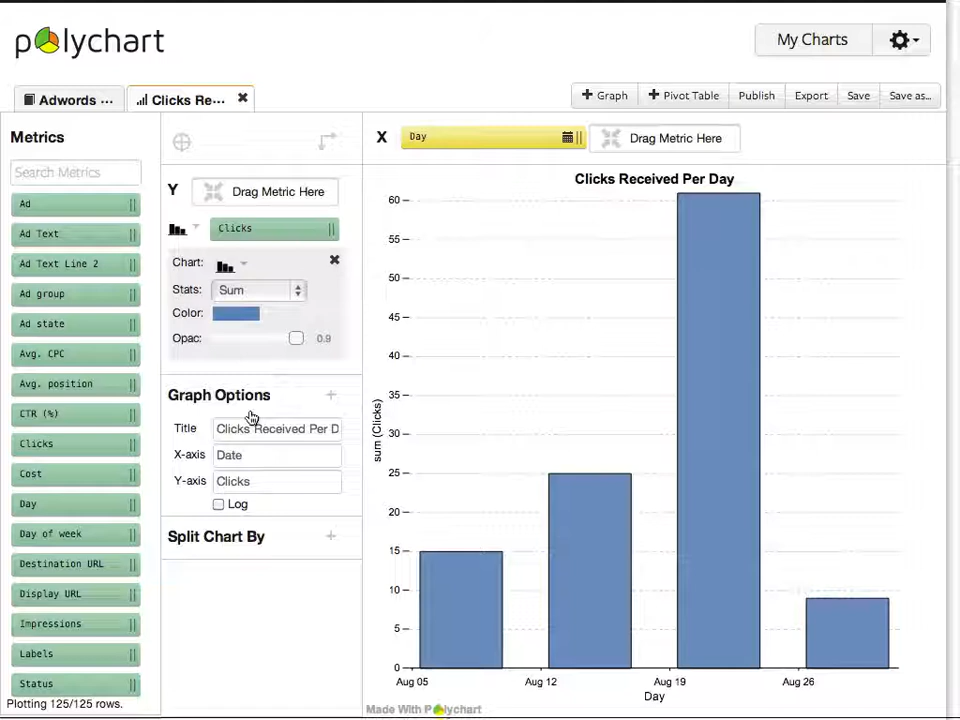 polychart
My Charts
Adwords ...
Clicks Re...
Graph
Pivot Table
Publish
Export
Save
Save as...
Metrics
Search Metrics
Ad
Ad Text
Ad Text Line 2
Ad group
Ad state
Avg. CPC
Avg. position
CTR (%)
Clicks
Cost
Day
Day of week
Destination URL
Display URL
Impressions
Labels
Status
Plotting 125/125 rows.
Y
Drag Metric Here
Clicks
Chart:
Stats: Sum
Color:
Opac: 0.9
Graph Options
Title Clicks Received Per D
X-axis Date
Y-axis Clicks
Log
Split Chart By
X
Day
Drag Metric Here
Clicks Received Per Day
60
55
50
45
40
35
30
25
20
15
10
5
0
sum (Clicks)
Aug 05 Aug 12 Aug 19 Aug 26
Day
Made With Polychart